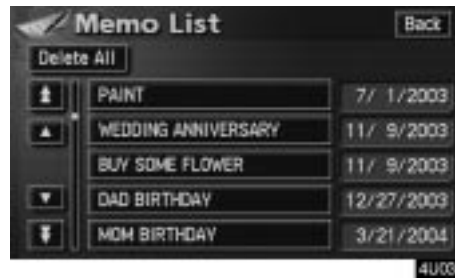 Memo List
Back
Delete All
PAINT 7/ 1/2003
WEDDING ANNIVERSARY 11/ 9/2003
BUY SOME FLOWER 11/ 9/2003
DAD BIRTHDAY 12/27/2003
MOM BIRTHDAY 3/21/2004